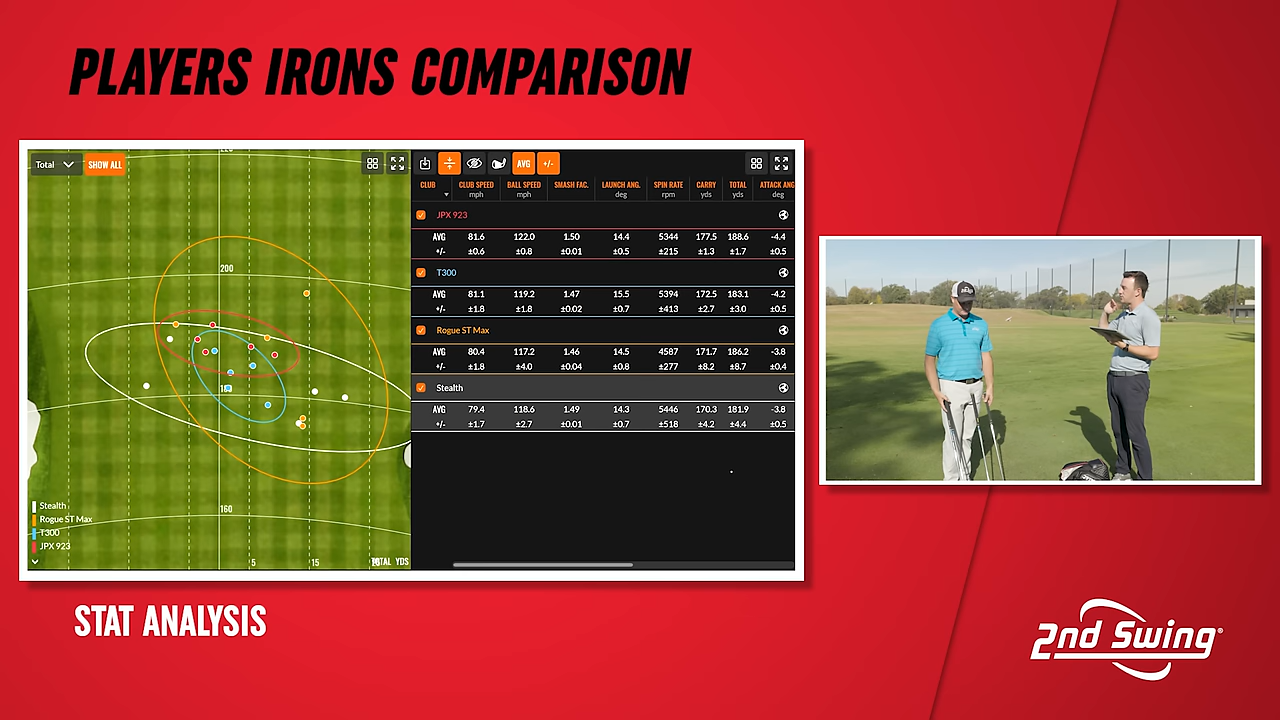 PLAYERS IRONS COMPARISON
Total SHOW ALL
AVG +/-
CLUB CLUB SPEED BALL SPEED SMASH FAC. LAUNCH ANG. SPIN RATE CARRY TOTAL ATTACK ANG
mph mph deg rpm yds yds deg
JPX 923
AVG 81.6 122.0 1.50 14.4 5344 177.5 188.6 -4.4
+/- ±0.6 ±0.8 ±0.01 ±0.5 ±215 ±1.3 ±1.7 ±0.5
T300
AVG 81.1 119.2 1.47 15.5 5394 172.5 183.1 -4.2
+/- ±1.8 ±1.8 ±0.02 ±0.7 ±413 ±2.7 ±3.0 ±0.5
Rogue ST Max
AVG 80.4 117.2 1.46 14.5 4587 171.7 186.2 -3.8
+/- ±1.8 ±4.0 ±0.04 ±0.8 ±277 ±8.2 ±8.7 ±0.4
Stealth
AVG 79.4 118.6 1.49 14.3 5446 170.3 181.9 -3.8
+/- ±1.7 ±2.7 ±0.01 ±0.7 ±518 ±4.2 ±4.4 ±0.5
200
160
Stealth
Rogue ST Max
T300
JPX 923
5 15 TOTAL YDS
STAT ANALYSIS
2nd Swing®